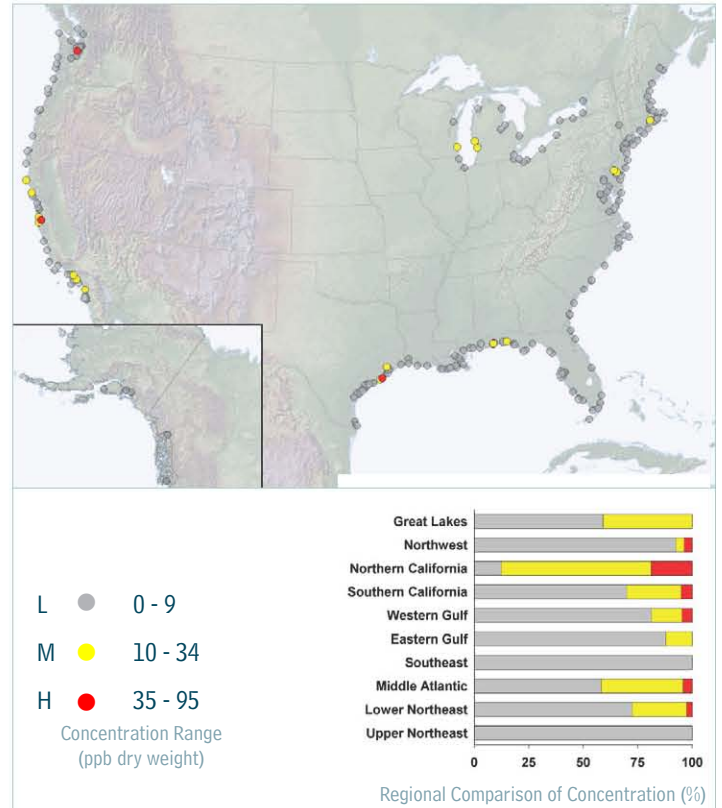 L 0 - 9
M 10 - 34
H 35 - 95
Concentration Range
(ppb dry weight)
Great Lakes
Northwest
Northern California
Southern California
Western Gulf
Eastern Gulf
Southeast
Middle Atlantic
Lower Northeast
Upper Northeast
0 25 50 75 100
Regional Comparison of Concentration (%)